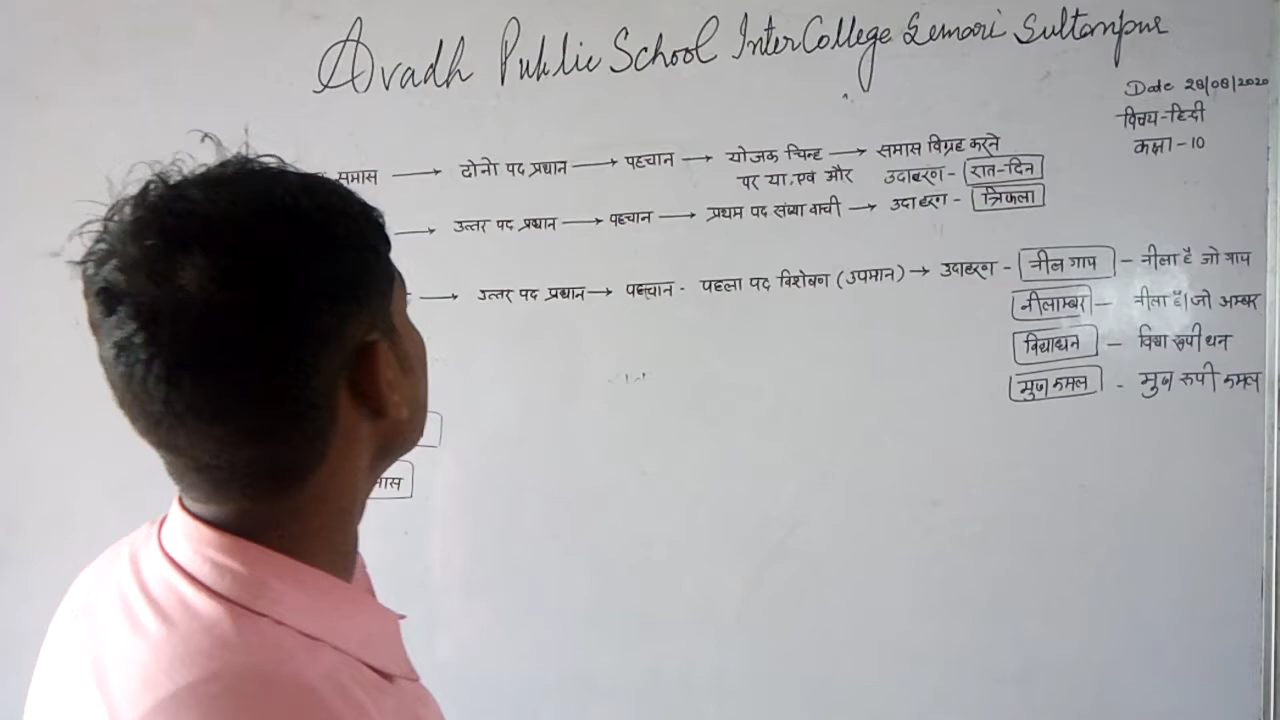 Avadh Public School Inter College Semari Sultanpur
Date 28/08/2020
विषय-हिन्दी
कक्षा-10
समास → दोनो पद प्रधान → पहचान → योजक चिन्ह → समास विग्रह करने
पर या, एवं और उदाहरण - रात-दिन
→ उत्तर पद प्रधान → पहचान → प्रथम पद संख्या वाची → उदाहरण - त्रिफला
→ उत्तर पद प्रधान → पहचान - पहला पद विशेषण (उपमान) → उदाहरण - नील गाय - नीला है जो गाय
नीलाम्बर - नीला है जो अम्बर
विद्याधन - विद्या रूपी धन
मुख कमल - मुख रूपी कमल